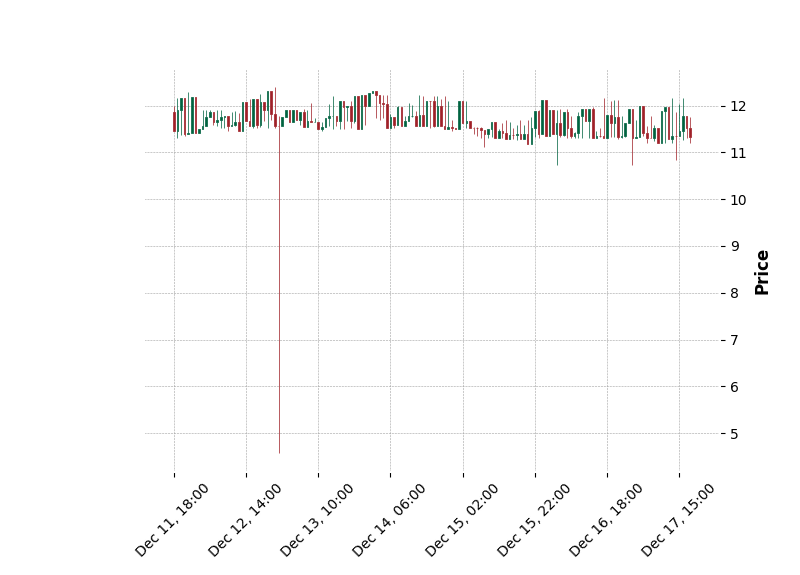 12
11
10
9
8
7
6
5
Price
Dec 11, 18:00
Dec 12, 14:00
Dec 13, 10:00
Dec 14, 06:00
Dec 15, 02:00
Dec 15, 22:00
Dec 16, 18:00
Dec 17, 15:00